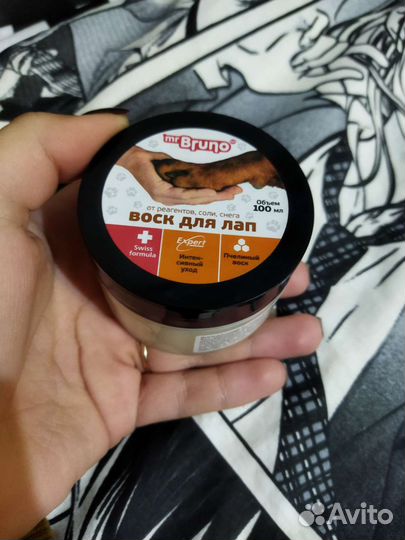 mr Bruno®
Объем
100 мл
от реагентов, соли, снега
ВОСК ДЛЯ ЛАП
Swiss
formula
Expert
Интен-
сивный
уход
Пчелиный
воск
Avito